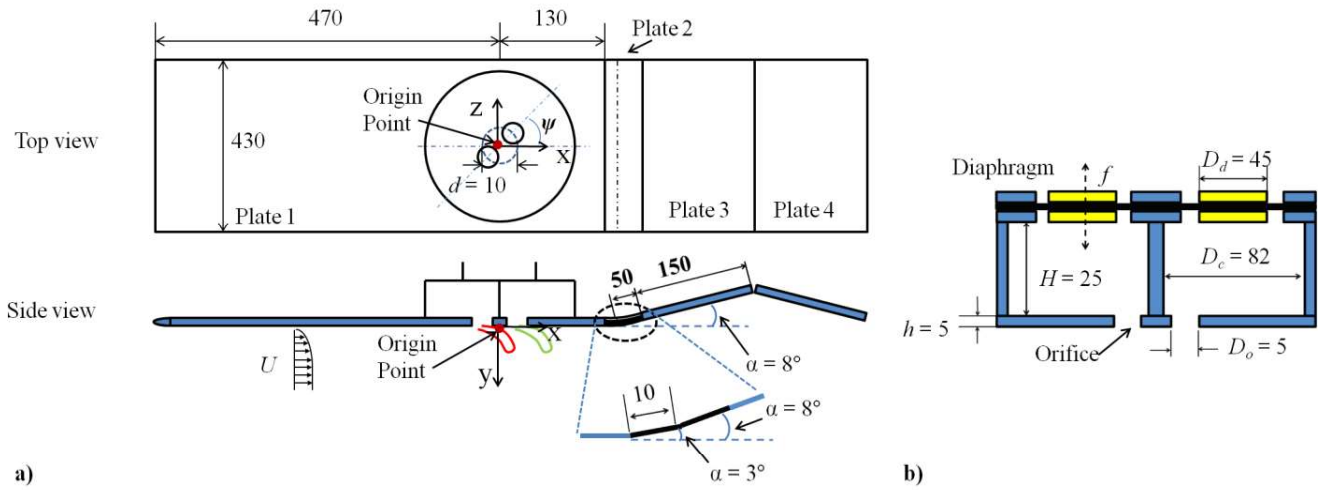 470
130
Plate 2
Top view
430
Origin
Point
z
ψ
x
d = 10
Plate 1
Plate 3
Plate 4
Side view
50
150
x
Origin
Point
U
y
α = 8°
10
α = 8°
α = 3°
a)
Diaphragm
f
D_d = 45
D_c = 82
H = 25
h = 5
Orifice
D_o = 5
b)